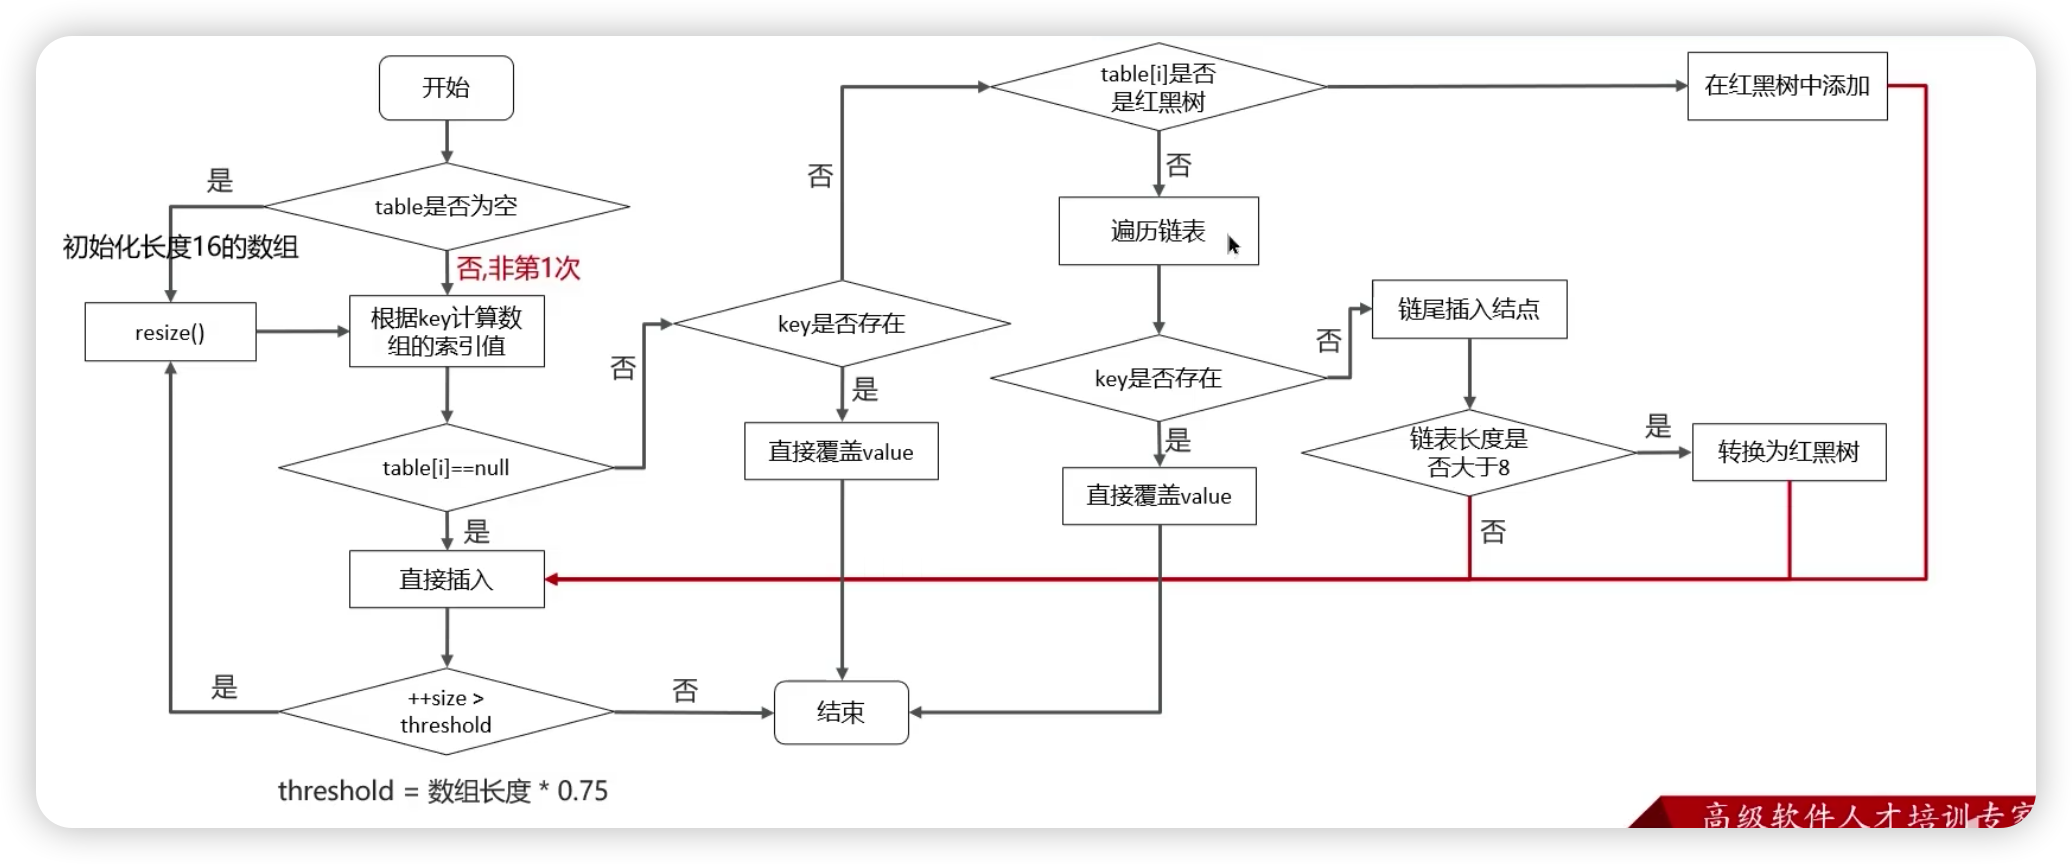 开始
table是否为空
是
初始化长度16的数组
否,非第1次
resize()
根据key计算数
组的索引值
table[i]==null
否
是
直接插入
++size >
threshold
是
否
threshold = 数组长度 * 0.75
key是否存在
否
是
直接覆盖value
结束
table[i]是否
是红黑树
在红黑树中添加
否
遍历链表
key是否存在
否
是
直接覆盖value
链尾插入结点
链表长度是
否大于8
是
转换为红黑树
否
高级软件人才培训专家